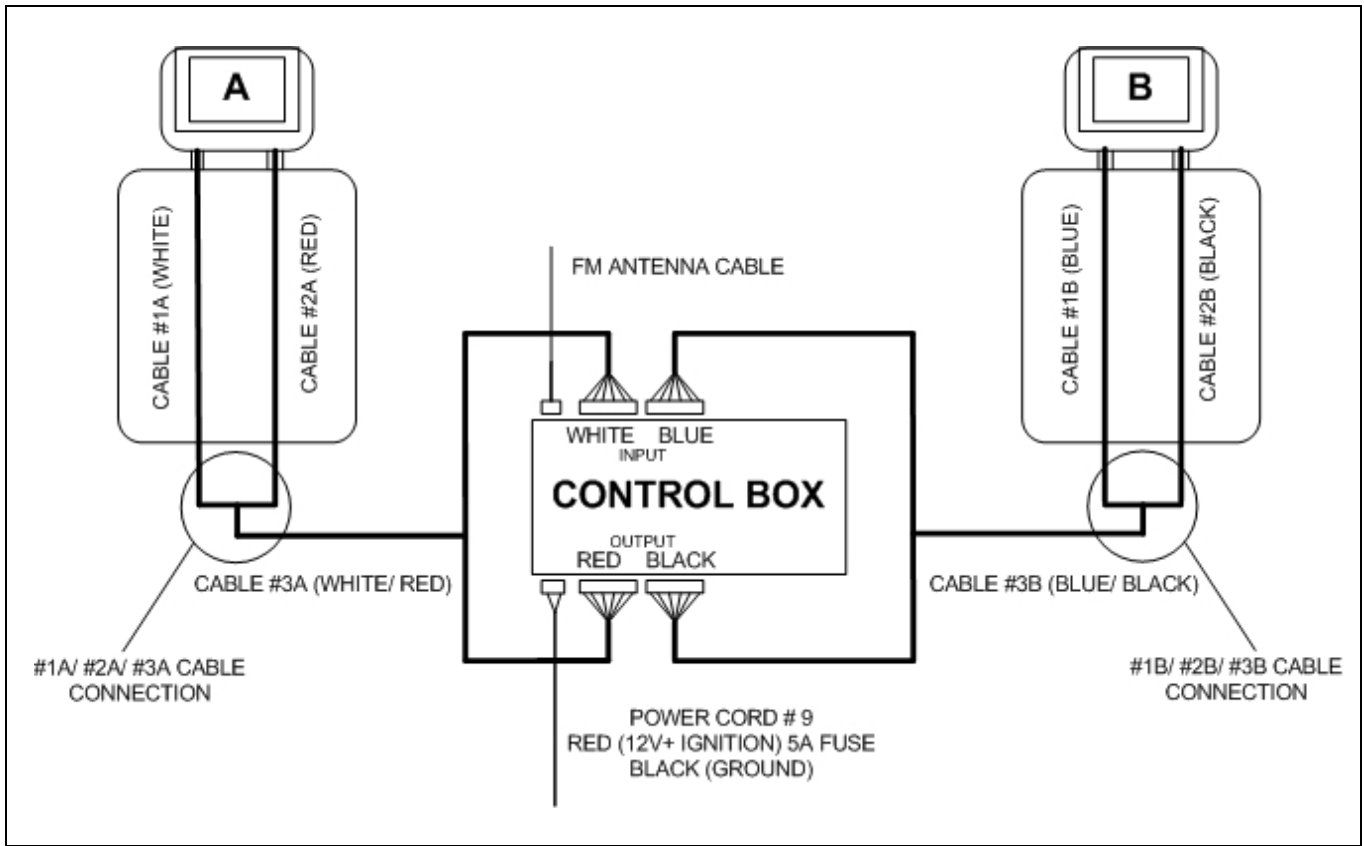 A
B
CABLE #1A (WHITE)
CABLE #2A (RED)
FM ANTENNA CABLE
CABLE #1B (BLUE)
CABLE #2B (BLACK)
WHITE BLUE
INPUT
CONTROL BOX
OUTPUT
RED BLACK
CABLE #3A (WHITE/ RED)
CABLE #3B (BLUE/ BLACK)
#1A/ #2A/ #3A CABLE
CONNECTION
#1B/ #2B/ #3B CABLE
CONNECTION
POWER CORD # 9
RED (12V+ IGNITION) 5A FUSE
BLACK (GROUND)